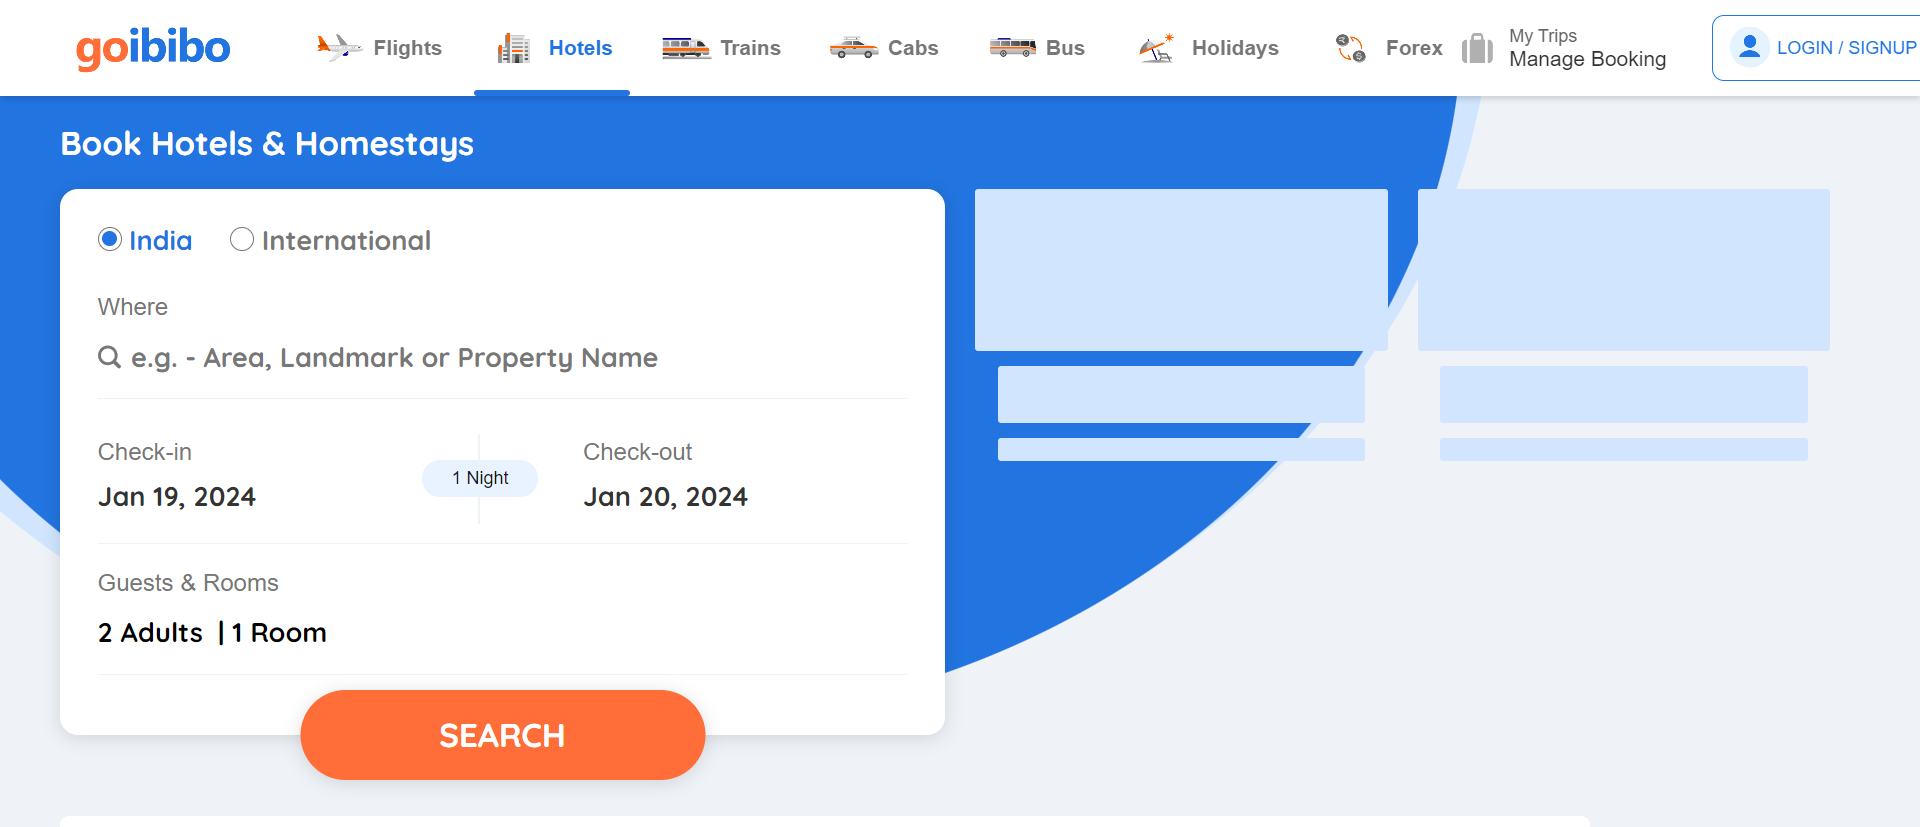 goibibo
Flights
Hotels
Trains
Cabs
Bus
Holidays
Forex
My Trips
Manage Booking
LOGIN / SIGNUP
Book Hotels & Homestays
India
International
Where
e.g. - Area, Landmark or Property Name
Check-in
Jan 19, 2024
1 Night
Check-out
Jan 20, 2024
Guests & Rooms
2 Adults | 1 Room
SEARCH